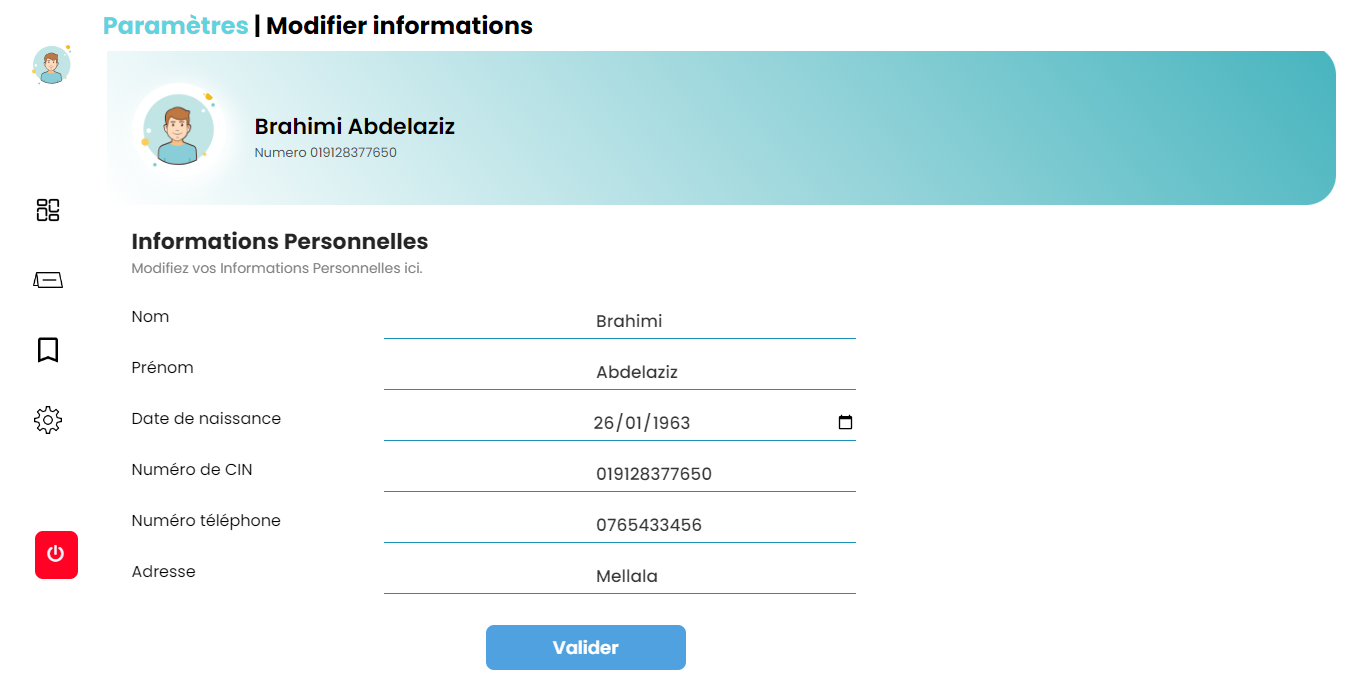 Paramètres | Modifier informations
Brahimi Abdelaziz
Numero 019128377650
Informations Personnelles
Modifiez vos Informations Personnelles ici.
Nom Brahimi
Prénom Abdelaziz
Date de naissance 26/01/1963
Numéro de CIN 019128377650
Numéro téléphone 0765433456
Adresse Mellala
Valider